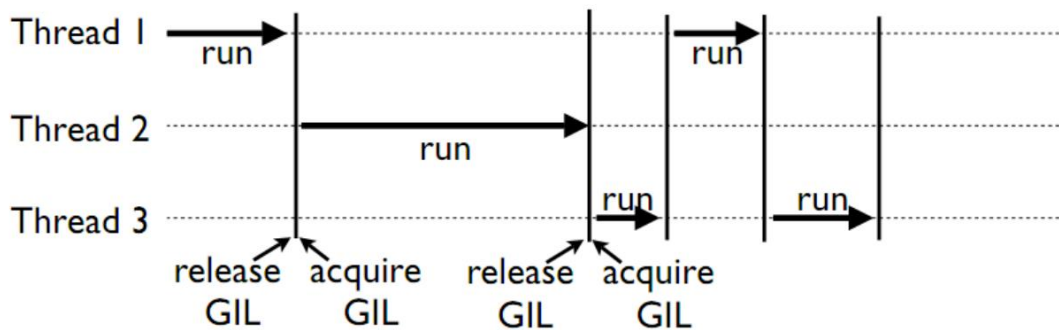 Thread 1
run
run
Thread 2
run
Thread 3
run
run
release
GIL
acquire
GIL
release
GIL
acquire
GIL